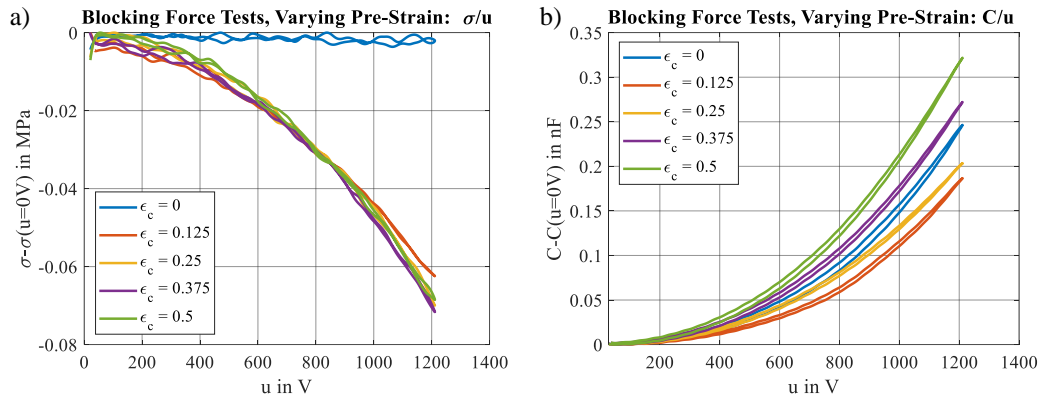 a)
Blocking Force Tests, Varying Pre-Strain: σ/u
0
-0.02
-0.04
-0.06
-0.08
σ-σ(u=0V) in MPa
ϵc = 0
ϵc = 0.125
ϵc = 0.25
ϵc = 0.375
ϵc = 0.5
0 200 400 600 800 1000 1200 1400
u in V
b)
Blocking Force Tests, Varying Pre-Strain: C/u
0.35
0.3
0.25
0.2
0.15
0.1
0.05
0
C-C(u=0V) in nF
ϵc = 0
ϵc = 0.125
ϵc = 0.25
ϵc = 0.375
ϵc = 0.5
200 400 600 800 1000 1200 1400
u in V